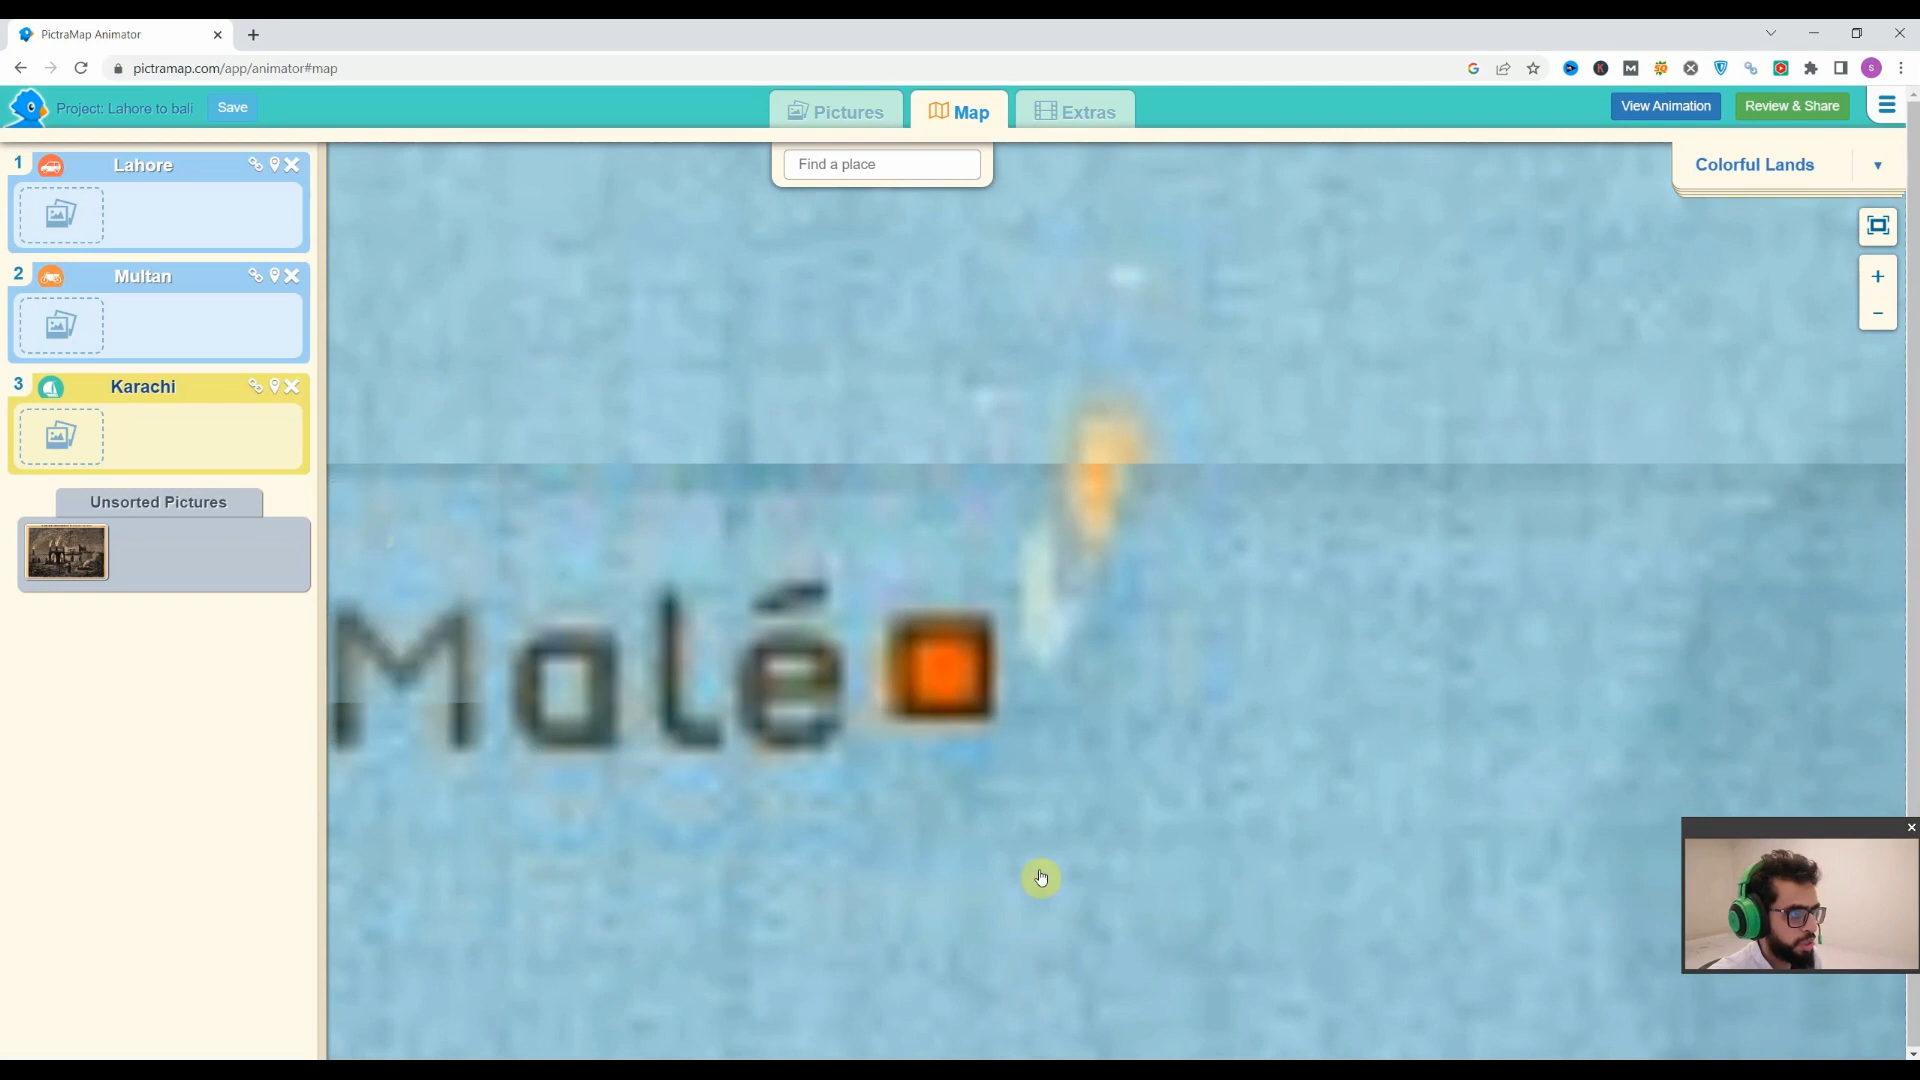 PictraMap Animator
pictramap.com/app/animator#map
Project: Lahore to bali
Save
Pictures
Map
Extras
View Animation
Review & Share
1
Lahore
2
Multan
3
Karachi
Unsorted Pictures
Find a place
Colorful Lands
+
−
Malé